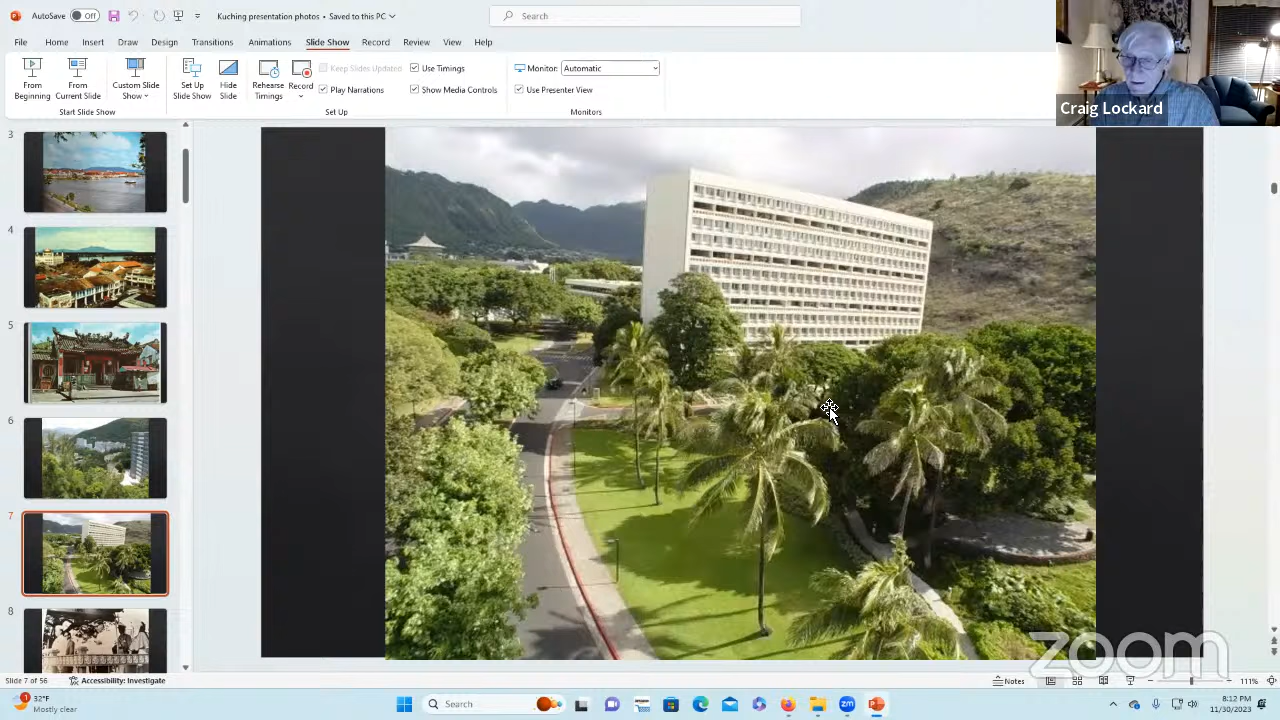 AutoSave Off Kuching presentation photos • Saved to this PC Search
File Home Insert Draw Design Transitions Animations Slide Show Record Review View Help
From Beginning
From Current Slide
Custom Slide Show
Start Slide Show
Set Up Slide Show
Hide Slide
Rehearse Timings
Record
Keep Slides Updated
Play Narrations
Use Timings
Show Media Controls
Set Up
Monitor: Automatic
Use Presenter View
Monitors
Craig Lockard
3
4
5
6
7
8
zoom
Slide 7 of 56 Accessibility: Investigate Notes 111%
1 32°F
Mostly clear
Search
zm
8:12 PM
11/30/2023